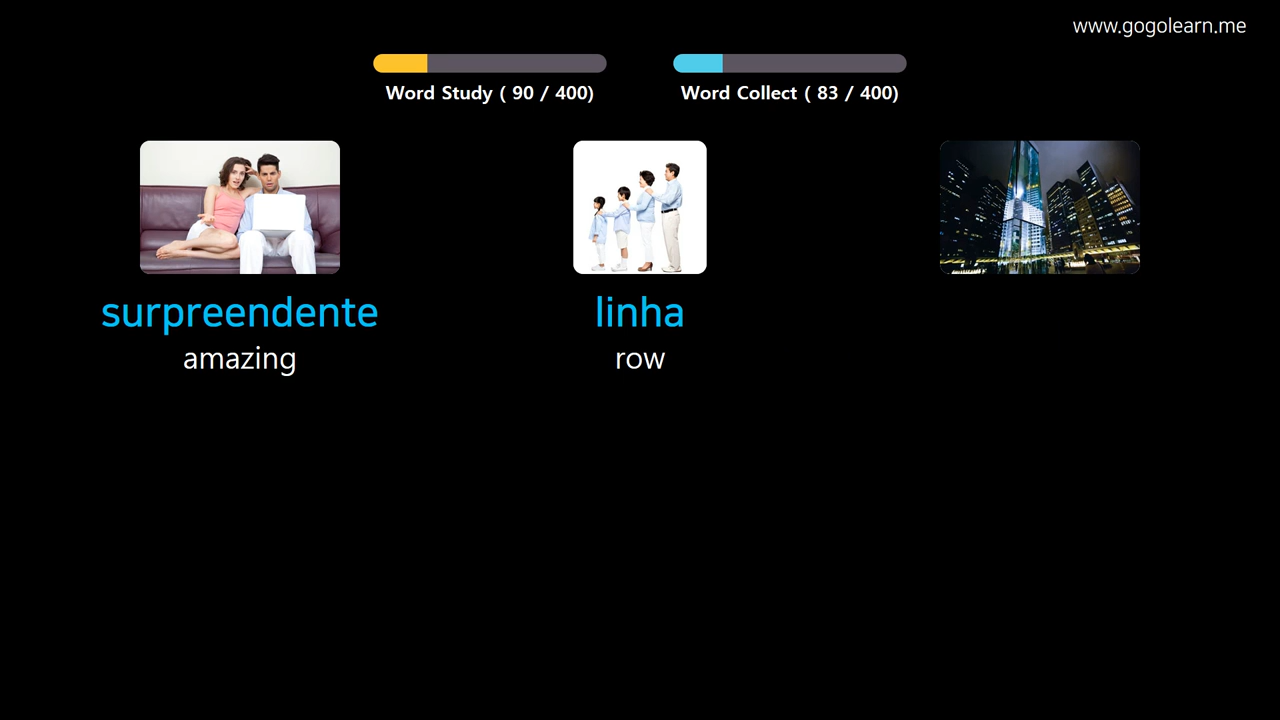 www.gogolearn.me
Word Study ( 90 / 400)
Word Collect ( 83 / 400)
surpreendente
amazing
linha
row